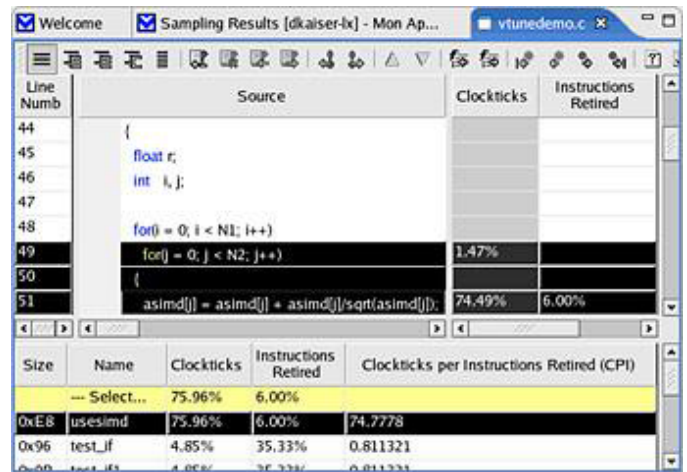 Welcome Sampling Results [dkaiser-lx] - Mon Ap... vtunedemo.c
Line Numb Source Clockticks Instructions Retired
44 {
45 float r;
46 int i, j;
47
48 for(i = 0; i < N1; i++)
49 for(j = 0; j < N2; j++) 1.47%
50 {
51 asimd[j] = asimd[j] + asimd[j]/sqrt(asimd[j]); 74.49% 6.00%
Size Name Clockticks Instructions Retired Clockticks per Instructions Retired (CPI)
--- Select... 75.96% 6.00%
0xE8 usesimd 75.96% 6.00% 74.7778
0x96 test_if 4.85% 35.33% 0.811321